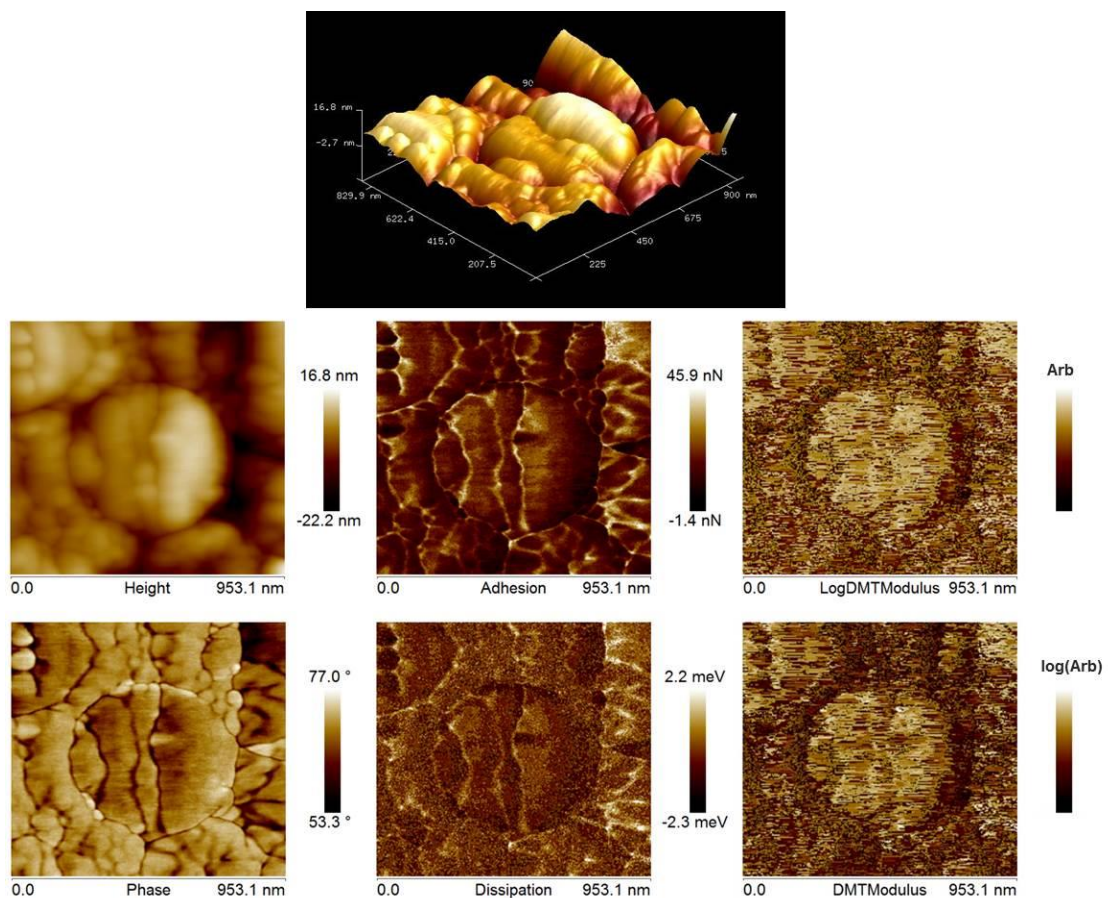 90
16.8 nm
-2.7 nm
829.9 nm
622.4
415.0
207.5
225
450
675
900 nm
16.8 nm
-22.2 nm
0.0 Height 953.1 nm
45.9 nN
-1.4 nN
0.0 Adhesion 953.1 nm
Arb
0.0 LogDMTModulus 953.1 nm
77.0 °
53.3 °
0.0 Phase 953.1 nm
2.2 meV
-2.3 meV
0.0 Dissipation 953.1 nm
log(Arb)
0.0 DMTModulus 953.1 nm